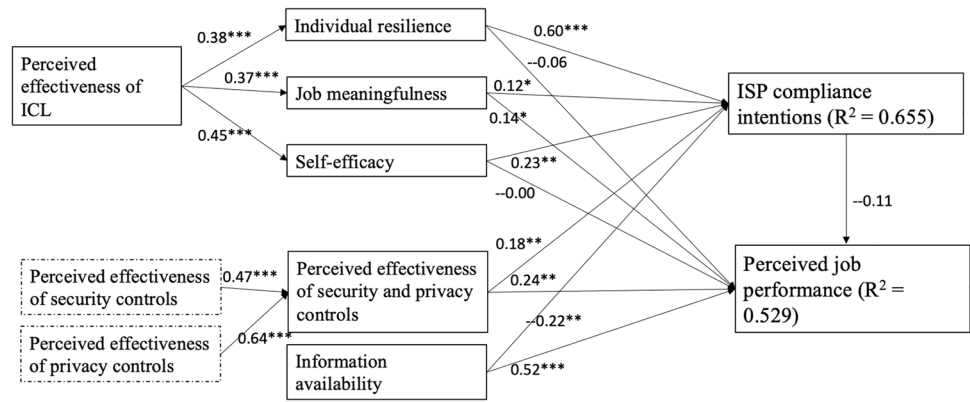 Perceived
effectiveness of
ICL
0.38***
0.37***
0.45***
Individual resilience
Job meaningfulness
Self-efficacy
0.60***
--0.06
0.12*
0.14*
0.23**
--0.00
ISP compliance
intentions (R² = 0.655)
--0.11
Perceived effectiveness
of security controls
0.47***
Perceived effectiveness
of privacy controls
0.64***
Perceived effectiveness
of security and privacy
controls
Information
availability
0.18**
0.24**
--0.22**
0.52***
Perceived job
performance (R² =
0.529)